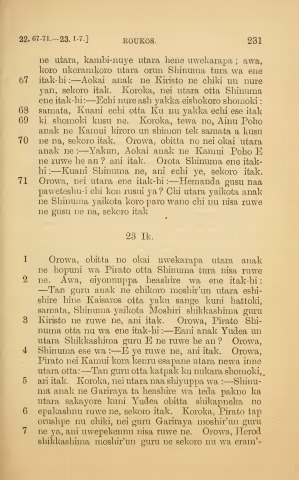 22. 67-71.—23. 1-7.] ROUKOS. 231
ne utara, kambi-nuye utara hene uwekarapa; awa,
koro ukoramkoro utara orun Shinuma tura wa ene
67 itak-hi:—Aokai anak ne Kiristo ne chiki un nure
yan, sekoro itak. Koroka, nei utara otta Shinuma
ene itak-hi:—Echi nure ash yakka eishokoro shomoki:
68 samata, Kuani echi otta Ku nu yakka echi ese itak
69 ki shomoki kusu ne. Koroka, tewa no, Ainu Poho
anak ne Kamui kiroro un shimon tek samata a kusu
70 ne na, sekoro itak. Orowa, obitta no nei okai utara
anak ne:—Yakun, Aokai anak ne Kamui Poho E
ne ruwe he an? ani itak. Orota Shinuma ene itak-
hi:—Kuani Shinuma ne, ani echi ye, sekoro itak.
71 Orowa, nei utara ene itak-hi:—Hemanda gusu naa
paweteshu-i chi kon rusui ya? Chi utara yaikota anak
ne Shinuma yaikota koro paro wano chi nu nisa ruwe
ne gusu ne na, sekoro itak
23 Ik.
1 Orowa, obitta no okai uwekarapa utara anak
ne hopuni wa Pirato otta Shinuma tura nisa ruwe
2 ne. Awa, eiyonnuppa heashire wa ene itak-hi:
—Tan guru anak ne chikoro moshir'un utara eshi-
shire hine Kaisaros otta yaku sange kuni hattoki,
samata, Shinuma yaikota Moshiri shikkashima guru
3 Kiristo ne ruwe ne, ani itak. Orowa, Pirato Shi-
numa otta nu wa ene itak-hi:—Eani anak Yudea un
utara Shikkashima guru E ne ruwe he an? Orowa,
4 Shinuma ese wa:—E ye ruwe ne, ani itak. Orowa,
Pirato nei Kamui kora kenru esapane utara newa inne
utara otta:—Tan guru otta katpak ku nukara shomoki,
5 ari itak. Koroka, nei utara naa shiyuppa wa:—Shinu-
ma anak ne Gariraya ta heashire wa teda pakno ka
utara sakayore kuni Yudea obitta shikapneka no
6 epakashnu ruwe ne, sekoro itak. Koroka, Pirato tap
orushpe nu chiki, nei guru Gariraya moshir'un guru
7 ne ya, ani uwepekennu nisa ruwe ne. Orowa, Herod
shikkashima moshir'un guru ne sekoro nu wa eram'-